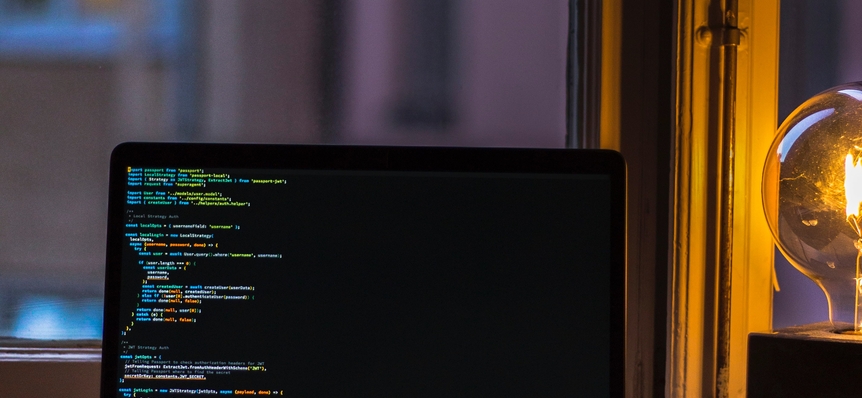 import passport from "passport";
import LocalStrategy from "passport-local";
import { Strategy as JWTStrategy, ExtractJwt } from "passport-jwt";
import request from "superagent";
import User from "../models/user.model";
import constants from "../config/constants";
import { createUser } from "../helpers/auth.helper";
/**
* Local Strategy Auth
*/
const localOpts = { usernameField: "username" };
const localLogin = new LocalStrategy(
localOpts,
async (username, password, done) => {
try {
const user = await User.query().where("username", username);
if (user.length === 0) {
const userData = {
username,
password,
};
const createdUser = await createUser(userData);
return done(null, createdUser);
} else if (!user[0].authenticateUser(password)) {
return done(null, false);
}
return done(null, user[0]);
} catch (e) {
return done(null, false);
}
},
);
/**
* JWT Strategy Auth
*/
const jwtOpts = {
// Telling Passport to check authorization headers for JWT
jwtFromRequest: ExtractJwt.fromAuthHeaderWithScheme("JWT"),
// Telling Passport where to find the secret
secretOrKey: constants.JWT_SECRET,
};
const jwtLogin = new JWTStrategy(jwtOpts, async (payload, done) => {
try {